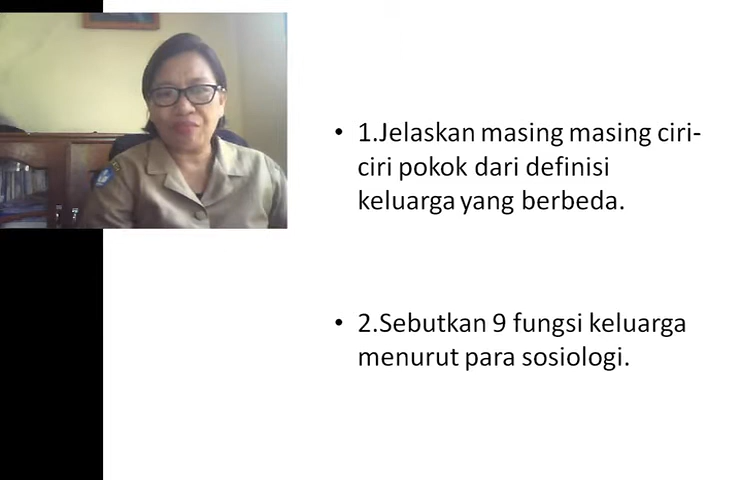 • 1.Jelaskan masing masing ciri-
ciri pokok dari definisi
keluarga yang berbeda.
• 2.Sebutkan 9 fungsi keluarga
menurut para sosiologi.